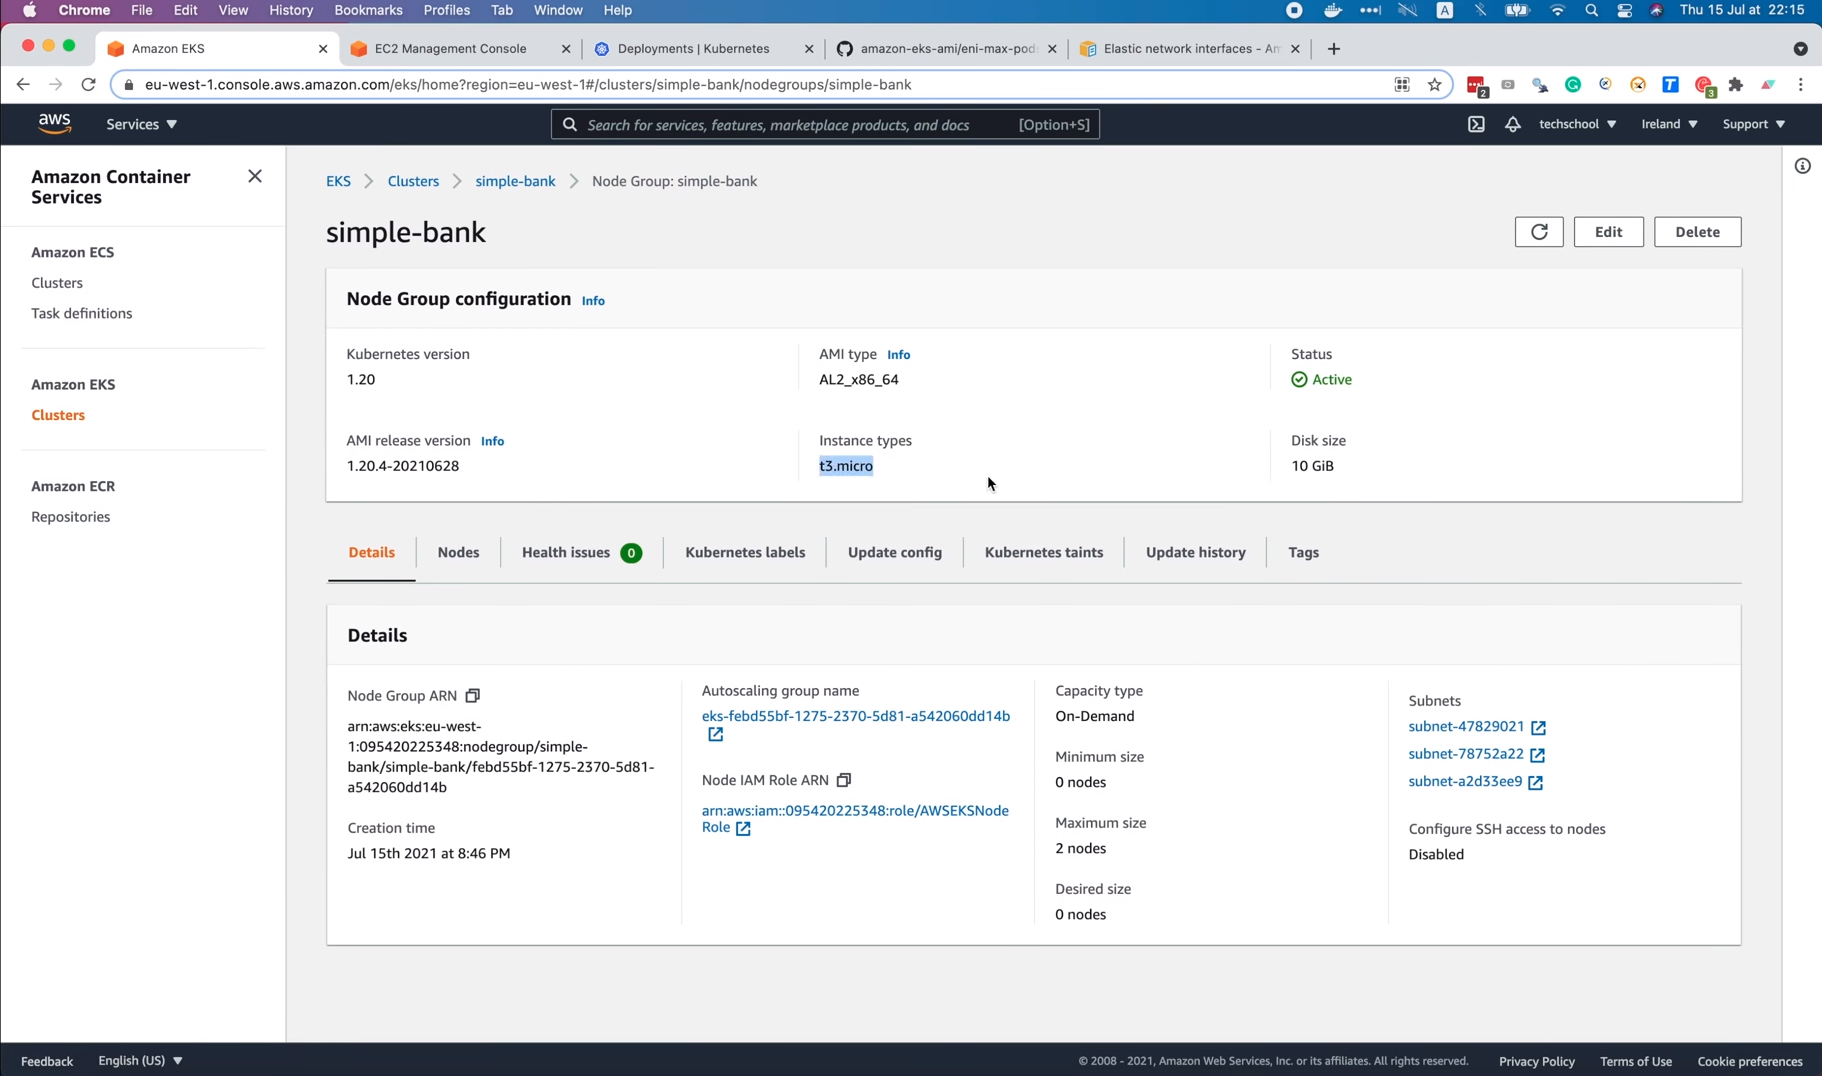 Chrome File Edit View History Bookmarks Profiles Tab Window Help A Thu 15 Jul at 22:15
Amazon EKS EC2 Management Console Deployments | Kubernetes amazon-eks-ami/eni-max-pods Elastic network interfaces - Am
eu-west-1.console.aws.amazon.com/eks/home?region=eu-west-1#/clusters/simple-bank/nodegroups/simple-bank 2 T 3
aws Services Search for services, features, marketplace products, and docs [Option+S] techschool Ireland Support
Amazon Container
Services
Amazon ECS
Clusters
Task definitions
Amazon EKS
Clusters
Amazon ECR
Repositories
EKS Clusters simple-bank Node Group: simple-bank
simple-bank
Edit Delete
Node Group configuration Info
Kubernetes version
1.20
AMI type Info
AL2_x86_64
Status
Active
AMI release version Info
1.20.4-20210628
Instance types
t3.micro
Disk size
10 GiB
Details Nodes Health issues 0 Kubernetes labels Update config Kubernetes taints Update history Tags
Details
Node Group ARN
arn:aws:eks:eu-west-
1:095420225348:nodegroup/simple-
bank/simple-bank/febd55bf-1275-2370-5d81-
a542060dd14b
Creation time
Jul 15th 2021 at 8:46 PM
Autoscaling group name
eks-febd55bf-1275-2370-5d81-a542060dd14b
Node IAM Role ARN
arn:aws:iam::095420225348:role/AWSEKSNode
Role
Capacity type
On-Demand
Minimum size
0 nodes
Maximum size
2 nodes
Desired size
0 nodes
Subnets
subnet-47829021
subnet-78752a22
subnet-a2d33ee9
Configure SSH access to nodes
Disabled
Feedback English (US) © 2008 - 2021, Amazon Web Services, Inc. or its affiliates. All rights reserved. Privacy Policy Terms of Use Cookie preferences